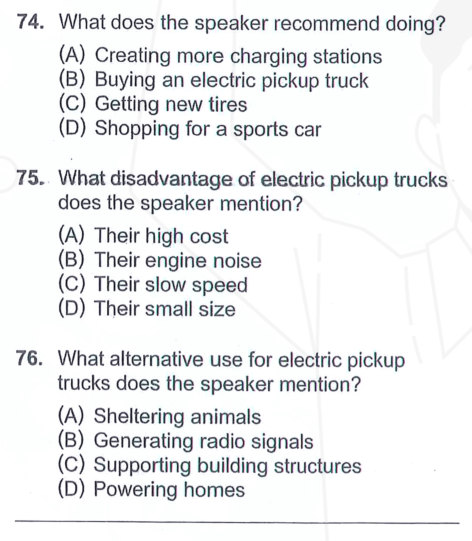 74. What does the speaker recommend doing?
(A) Creating more charging stations
(B) Buying an electric pickup truck
(C) Getting new tires
(D) Shopping for a sports car
75. What disadvantage of electric pickup trucks
does the speaker mention?
(A) Their high cost
(B) Their engine noise
(C) Their slow speed
(D) Their small size
76. What alternative use for electric pickup
trucks does the speaker mention?
(A) Sheltering animals
(B) Generating radio signals
(C) Supporting building structures
(D) Powering homes